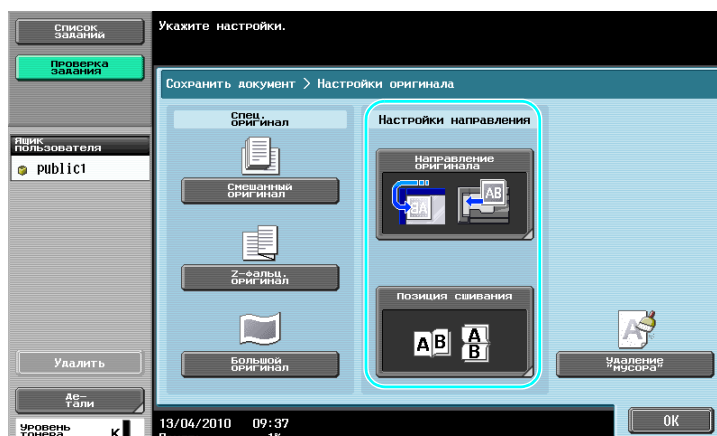 Список
заданий
Укажите настройки.
Проверка
задания
Сохранить документ > Настройки оригинала
Спец.
оригинал
Настройки направления
Ящик
пользователя
public1
Направление
оригинала
AB
AB
Смешанный
оригинал
Z-фальц.
оригинал
Позиция сшивания
A B
A
B
Удалить
Большой
оригинал
Удаление
"мусора"
Де-
тали
Уровень
тонера K
13/04/2010 09:37
OK